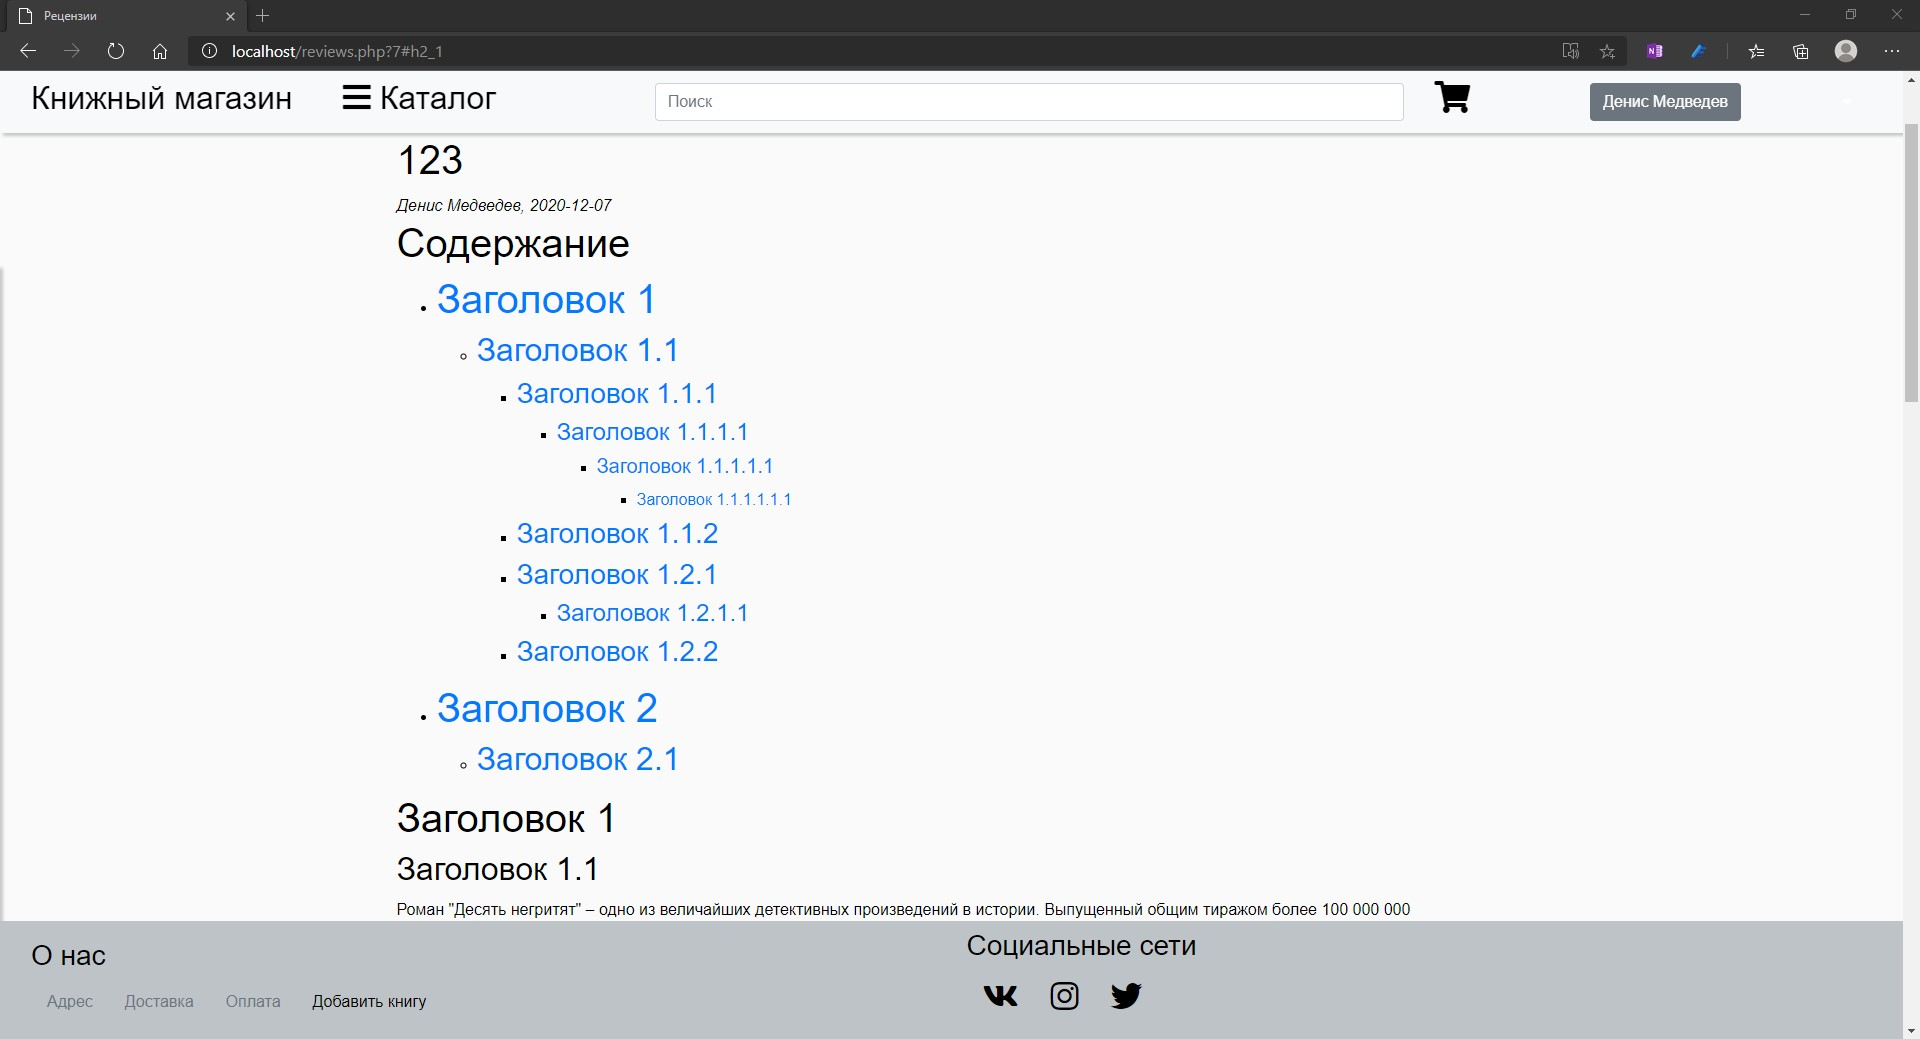 Рецензии
localhost/reviews.php?7#h2_1
Книжный магазин
Каталог
Поиск
Денис Медведев
123
Денис Медведев, 2020-12-07
Содержание
Заголовок 1
Заголовок 1.1
Заголовок 1.1.1
Заголовок 1.1.1.1
Заголовок 1.1.1.1.1
Заголовок 1.1.1.1.1.1
Заголовок 1.1.2
Заголовок 1.2.1
Заголовок 1.2.1.1
Заголовок 1.2.2
Заголовок 2
Заголовок 2.1
Заголовок 1
Заголовок 1.1
Роман "Десять негритят" – одно из величайших детективных произведений в истории. Выпущенный общим тиражом более 100 000 000
О нас
Адрес Доставка Оплата Добавить книгу
Социальные сети